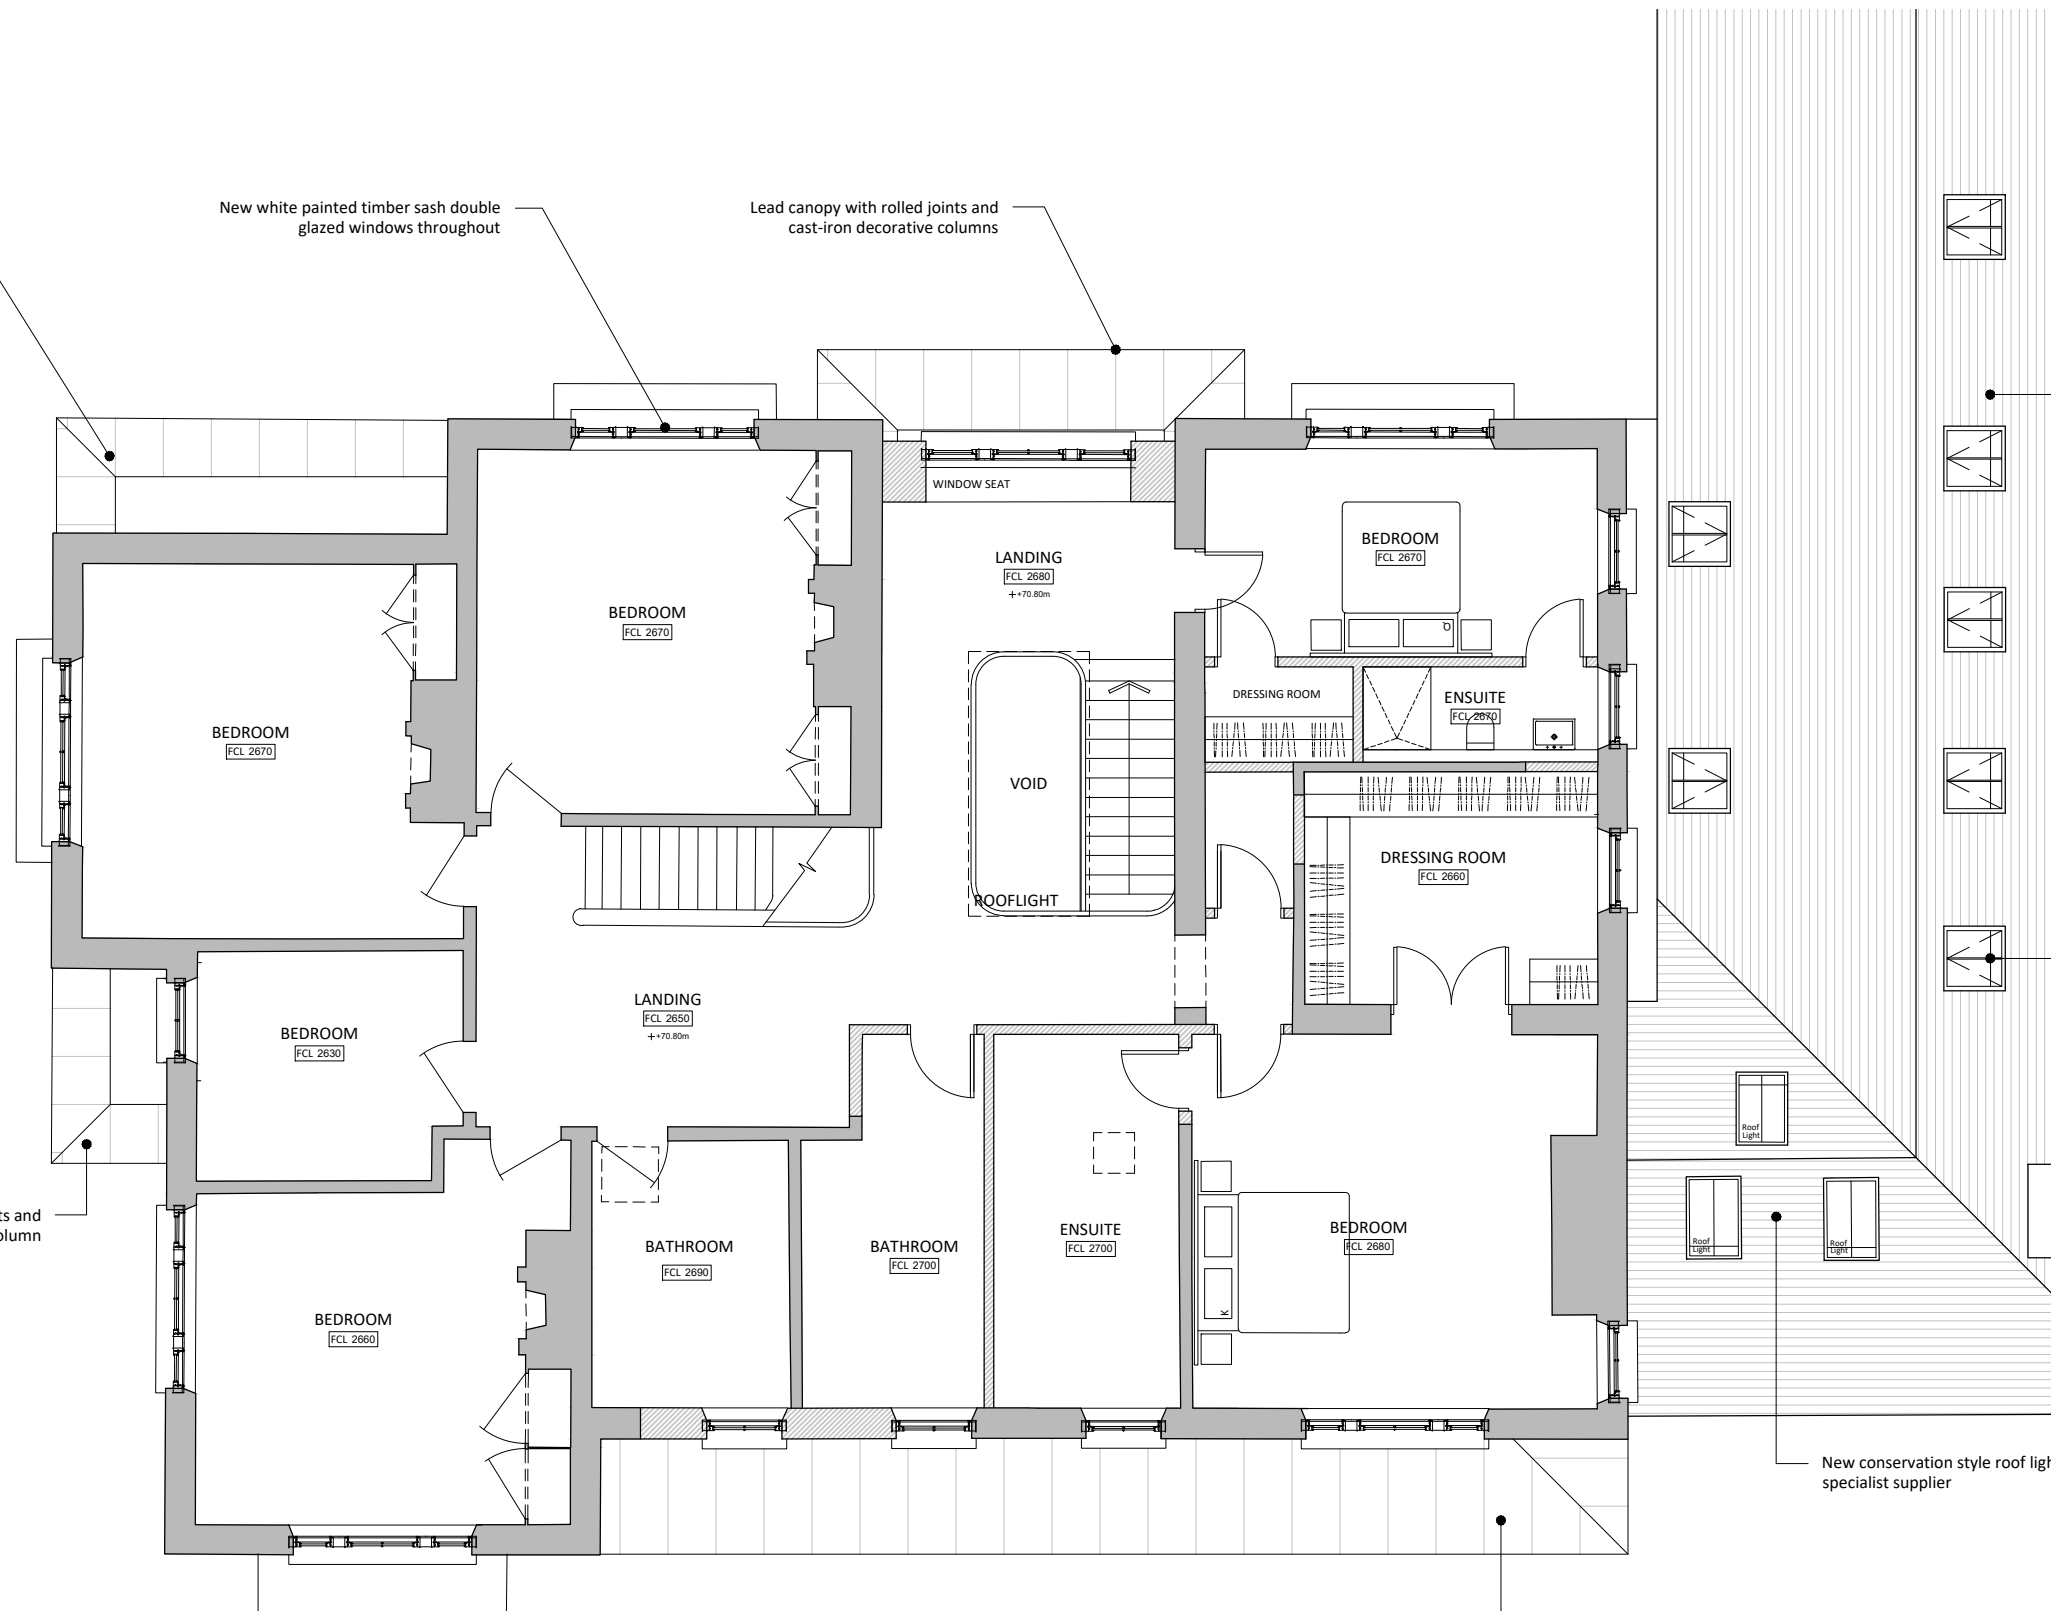 New white painted timber sash double
glazed windows throughout
Lead canopy with rolled joints and
cast-iron decorative columns
WINDOW SEAT
LANDING
FCL 2680
+70.80m
BEDROOM
FCL 2670
BEDROOM
FCL 2670
BEDROOM
FCL 2670
DRESSING ROOM
ENSUITE
FCL 2670
VOID
ROOFLIGHT
DRESSING ROOM
FCL 2660
LANDING
FCL 2650
+70.80m
BEDROOM
FCL 2630
Roof
Light
ts and
olumn
BATHROOM
FCL 2690
BATHROOM
FCL 2700
ENSUITE
FCL 2700
BEDROOM
FCL 2680
K
Q
Roof
Light
Roof
Light
BEDROOM
FCL 2660
New conservation style roof ligh
specialist supplier